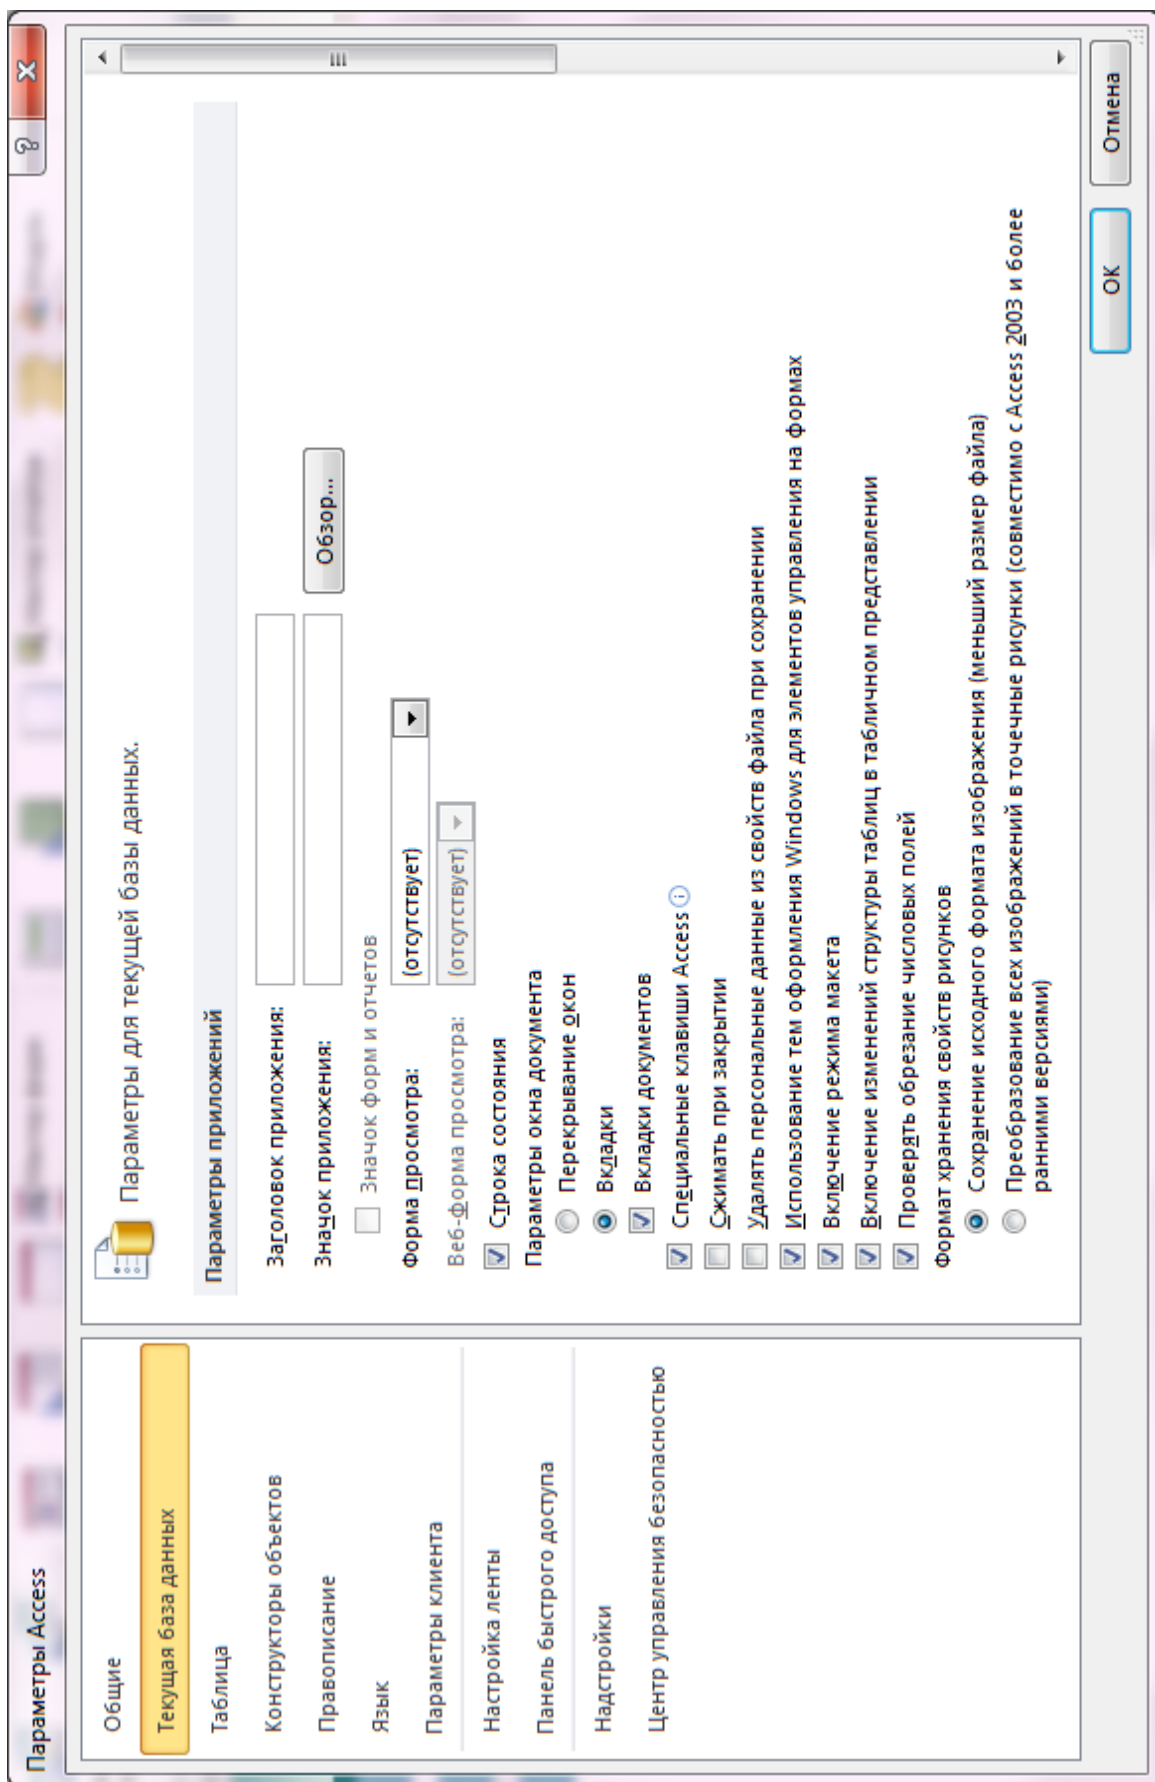 Параметры Access
?
Общие
Текущая база данных
Таблица
Конструкторы объектов
Правописание
Язык
Параметры клиента
Настройка ленты
Панель быстрого доступа
Надстройки
Центр управления безопасностью
Параметры для текущей базы данных.
Параметры приложений
Заголовок приложения:
Значок приложения: Обзор...
Значок форм и отчетов
Форма просмотра: (отсутствует)
Веб-форма просмотра: (отсутствует)
Строка состояния
Параметры окна документа
Перекрывание окон
Вкладки
Вкладки документов
Специальные клавиши Access
Сжимать при закрытии
Удалять персональные данные из свойств файла при сохранении
Использование тем оформления Windows для элементов управления на формах
Включение режима макета
Включение изменений структуры таблиц в табличном представлении
Проверять обрезание числовых полей
Формат хранения свойств рисунков
Сохранение исходного формата изображения (меньший размер файла)
Преобразование всех изображений в точечные рисунки (совместимо с Access 2003 и более
ранними версиями)
ОК Отмена